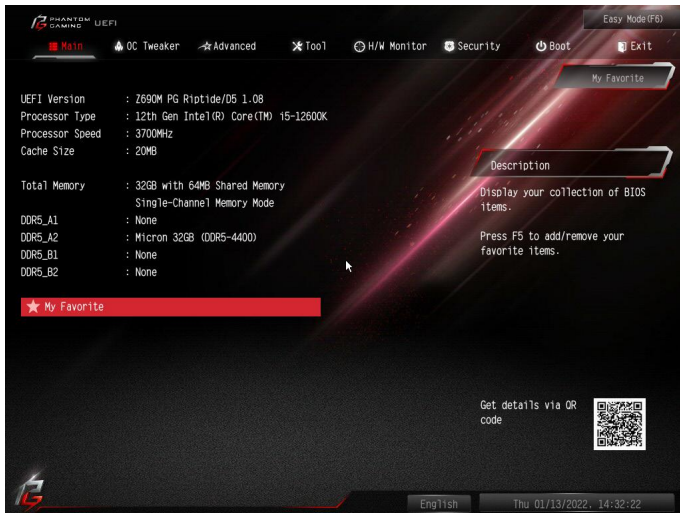 PHANTOM GAMING UEFI
Easy Mode(F6)
Main OC Tweaker Advanced Tool H/W Monitor Security Boot Exit
My Favorite
UEFI Version : Z690M PG Riptide/D5 1.08
Processor Type : 12th Gen Intel(R) Core(TM) i5-12600K
Processor Speed : 3700MHz
Cache Size : 20MB
Total Memory : 32GB with 64MB Shared Memory
Single-Channel Memory Mode
DDR5_A1 : None
DDR5_A2 : Micron 32GB (DDR5-4400)
DDR5_B1 : None
DDR5_B2 : None
My Favorite
Description
Display your collection of BIOS
items.
Press F5 to add/remove your
favorite items.
Get details via QR
code
English
Thu 01/13/2022, 14:32:22